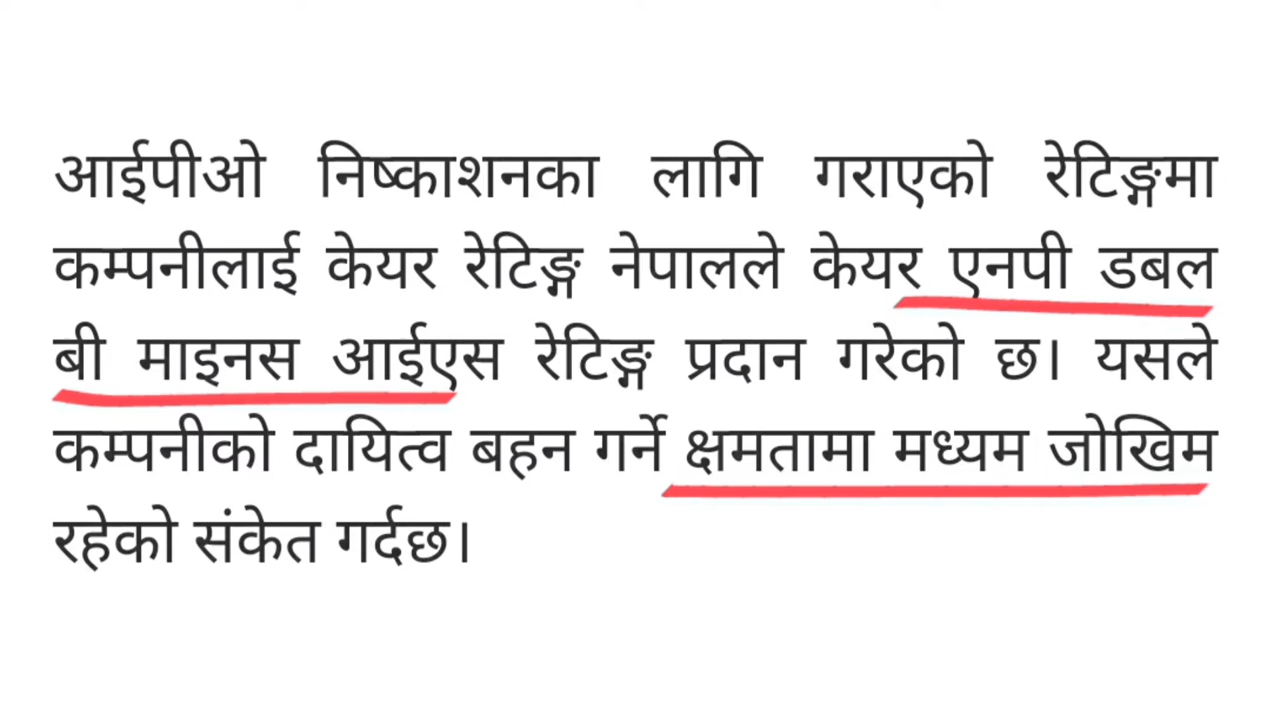 आईपीओ निष्काशनका लागि गराएको रेटिङ्गमा
कम्पनीलाई केयर रेटिङ्ग नेपालले केयर एनपी डबल
बी माइनस आईएस रेटिङ्ग प्रदान गरेको छ। यसले
कम्पनीको दायित्व बहन गर्ने क्षमतामा मध्यम जोखिम
रहेको संकेत गर्दछ।